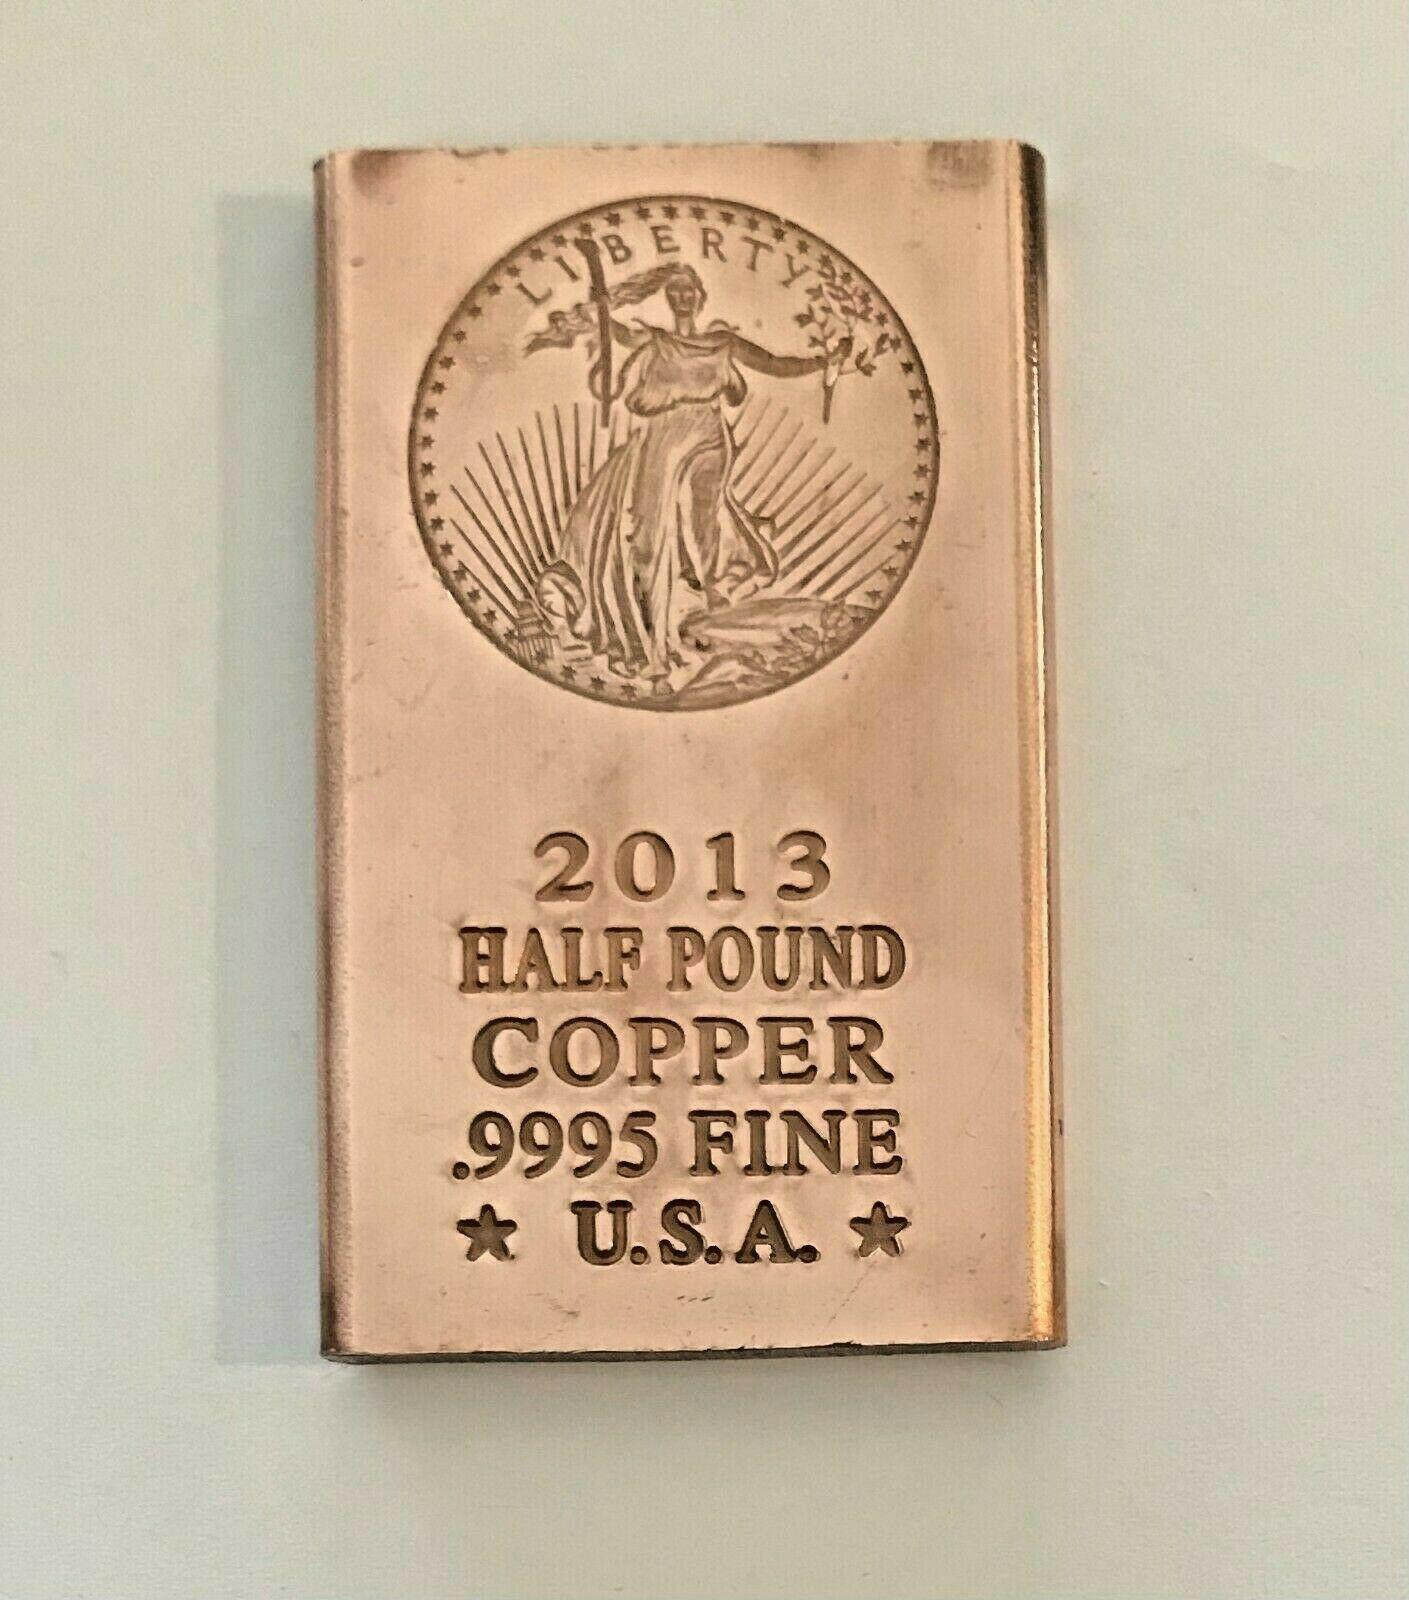 LIBERTY
2013
HALF POUND
COPPER
.9995 FINE
★ U.S.A. ★